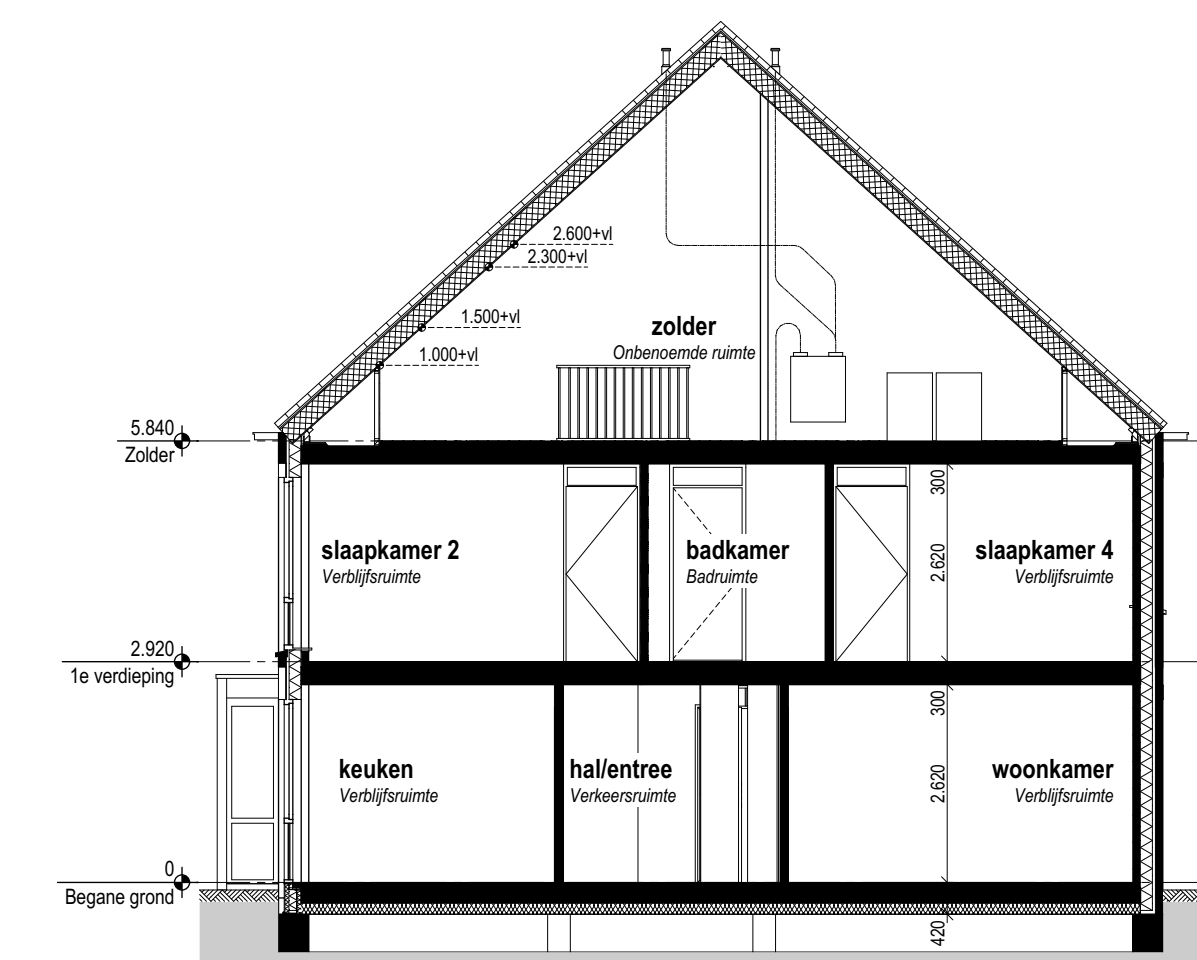 2.600+vl
2.300+vl
1.500+vl
1.000+vl
zolder
Onbenoemde ruimte
5.840
Zolder
300
2.620
slaapkamer 2
Verblijfsruimte
badkamer
Badruimte
slaapkamer 4
Verblijfsruimte
2.920
1e verdieping
300
2.620
keuken
Verblijfsruimte
hal/entree
Verkeersruimte
woonkamer
Verblijfsruimte
0
Begane grond
420